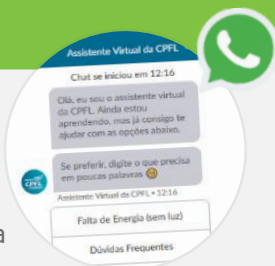 Assistente Virtual da CPFL
Chat se iniciou em 12:16
Olá, eu sou o assistente virtual
da CPFL. Ainda estou
aprendendo, mas já consigo te
ajudar com as opções abaixo.
Se preferir, digite o que precisa
em poucas palavras
CPFL
Assistente Virtual da CPFL • 12:16
Falta de Energia (sem luz)
a
Dúvidas Frequentes